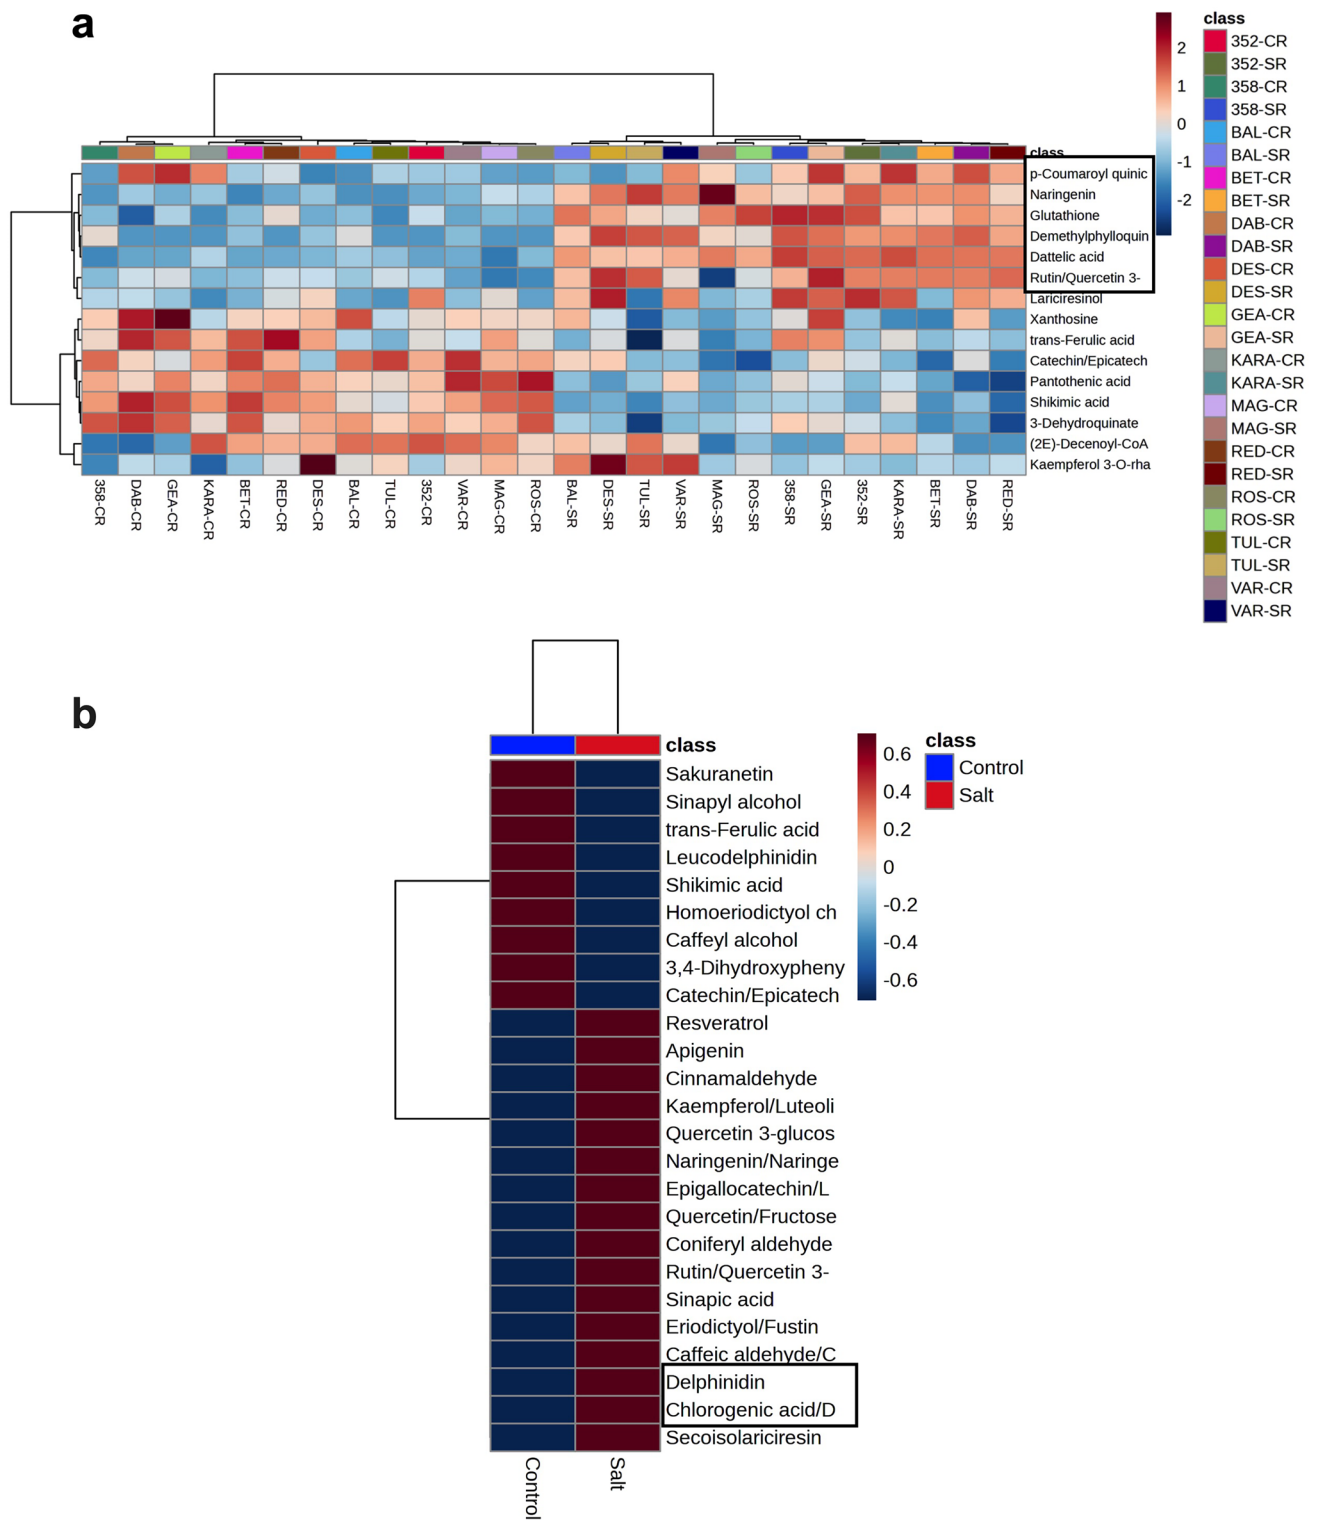 a
class
p-Coumaroyl quinic
Naringenin
Glutathione
Demethylphylloquin
Dattelic acid
Rutin/Quercetin 3-
Lariciresinol
Xanthosine
trans-Ferulic acid
Catechin/Epicatech
Pantothenic acid
Shikimic acid
3-Dehydroquinate
(2E)-Decenoyl-CoA
Kaempferol 3-O-rha
358-CR
DAB-CR
GEA-CR
KARA-CR
BET-CR
RED-CR
DES-CR
BAL-CR
TUL-CR
352-CR
VAR-CR
MAG-CR
ROS-CR
BAL-SR
DES-SR
TUL-SR
VAR-SR
MAG-SR
ROS-SR
358-SR
GEA-SR
352-SR
KARA-SR
BET-SR
DAB-SR
RED-SR
2
1
0
-1
-2
class
352-CR
352-SR
358-CR
358-SR
BAL-CR
BAL-SR
BET-CR
BET-SR
DAB-CR
DAB-SR
DES-CR
DES-SR
GEA-CR
GEA-SR
KARA-CR
KARA-SR
MAG-CR
MAG-SR
RED-CR
RED-SR
ROS-CR
ROS-SR
TUL-CR
TUL-SR
VAR-CR
VAR-SR
b
class
Sakuranetin
Sinapyl alcohol
trans-Ferulic acid
Leucodelphinidin
Shikimic acid
Homoeriodictyol ch
Caffeyl alcohol
3,4-Dihydroxypheny
Catechin/Epicatech
Resveratrol
Apigenin
Cinnamaldehyde
Kaempferol/Luteoli
Quercetin 3-glucos
Naringenin/Naringe
Epigallocatechin/L
Quercetin/Fructose
Coniferyl aldehyde
Rutin/Quercetin 3-
Sinapic acid
Eriodictyol/Fustin
Caffeic aldehyde/C
Delphinidin
Chlorogenic acid/D
Secoisolariciresin
Control
Salt
0.6
0.4
0.2
0
-0.2
-0.4
-0.6
class
Control
Salt